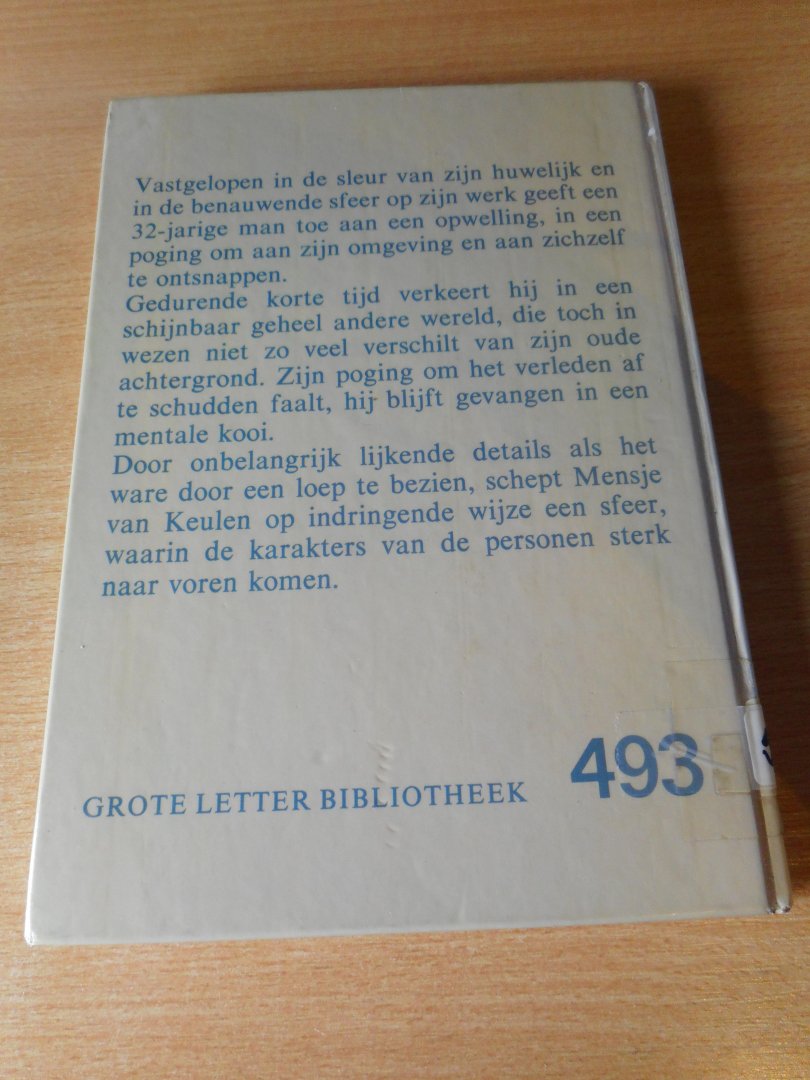 Vastgelopen in de sleur van zijn huwelijk en
in de benauwende sfeer op zijn werk geeft een
32-jarige man toe aan een opwelling, in een
poging om aan zijn omgeving en aan zichzelf
te ontsnappen.
Gedurende korte tijd verkeert hij in een
schijnbaar geheel andere wereld, die toch in
wezen niet zo veel verschilt van zijn oude
achtergrond. Zijn poging om het verleden af
te schudden faalt, hij blijft gevangen in een
mentale kooi.
Door onbelangrijk lijkende details als het
ware door een loep te bezien, schept Mensje
van Keulen op indringende wijze een sfeer,
waarin de karakters van de personen sterk
naar voren komen.
GROTE LETTER BIBLIOTHEEK
493